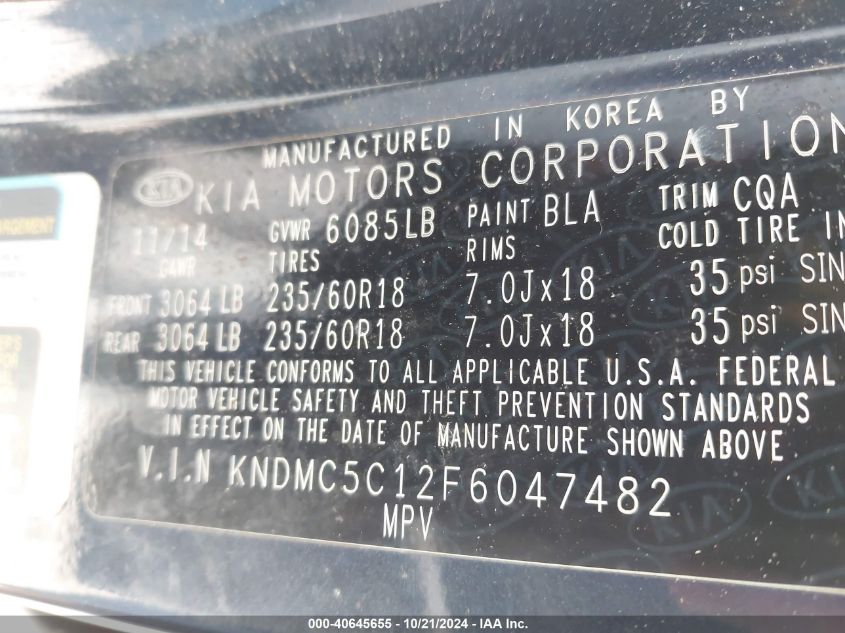 MANUFACTURED IN KOREA BY
KIA KIA MOTORS CORPORATION
11/14 GVWR 6085LB PAINT BLA TRIM CQA
GAWR TIRES RIMS COLD TIRE IN
FRONT 3064 LB 235/60R18 7.0Jx18 35 psi SIN
REAR 3064 LB 235/60R18 7.0Jx18 35 psi SIN
THIS VEHICLE CONFORMS TO ALL APPLICABLE U.S.A. FEDERAL
MOTOR VEHICLE SAFETY AND THEFT PREVENTION STANDARDS
IN EFFECT ON THE DATE OF MANUFACTURE SHOWN ABOVE
V.I.N KNDMC5C12F6047482
MPV
000-40645655 - 10/21/2024 - IAA Inc.